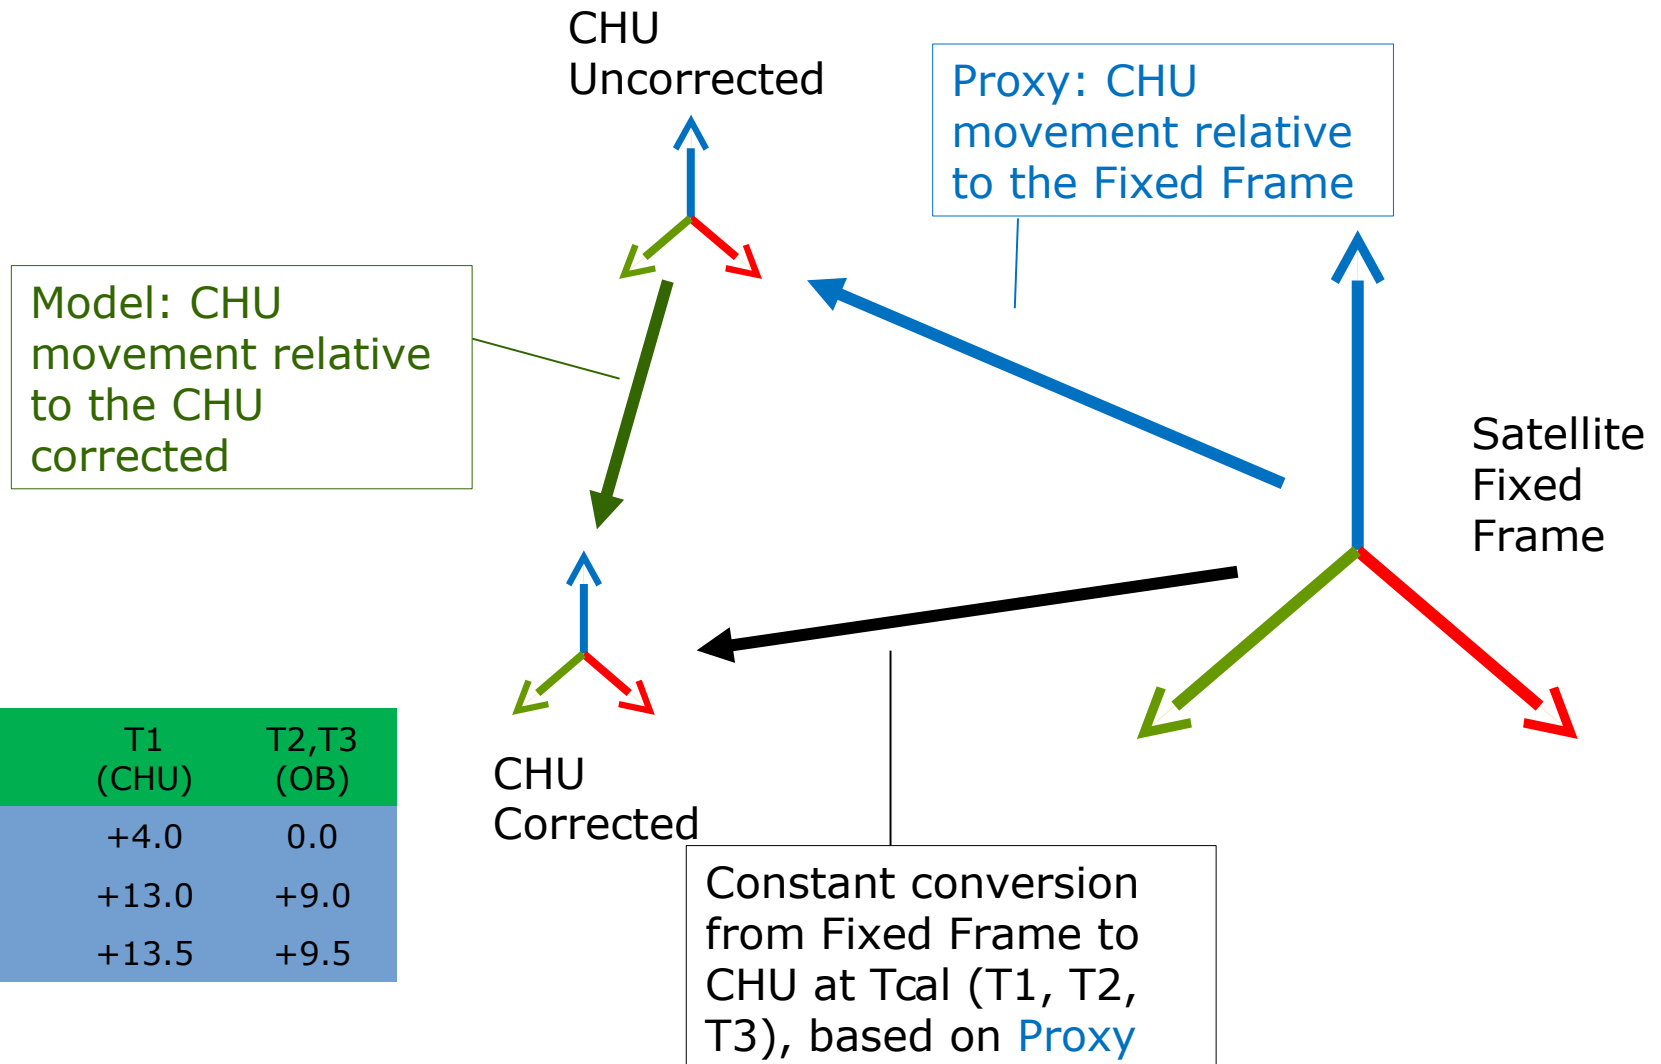 CHU
Uncorrected
Proxy: CHU
movement relative
to the Fixed Frame
Model: CHU
movement relative
to the CHU
corrected
Satellite
Fixed
Frame
CHU
Corrected
T1 T2,T3
(CHU) (OB)
+4.0 0.0
+13.0 +9.0
+13.5 +9.5
Constant conversion
from Fixed Frame to
CHU at Tcal (T1, T2,
T3), based on Proxy